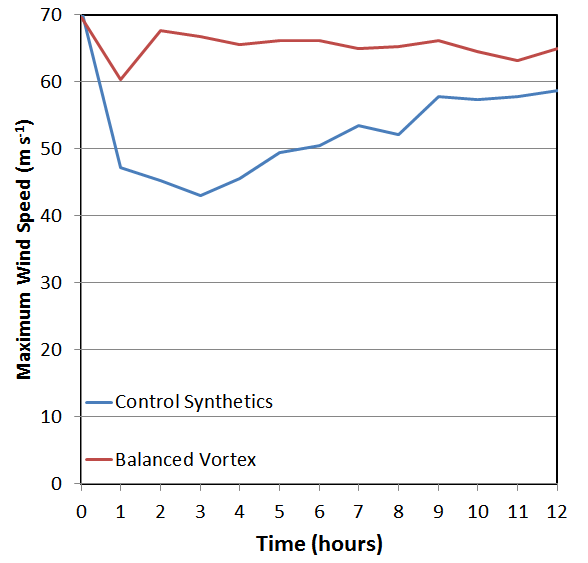 70
60
50
40
30
20
10
0
Maximum Wind Speed (m s⁻¹)
Control Synthetics
Balanced Vortex
0 1 2 3 4 5 6 7 8 9 10 11 12
Time (hours)